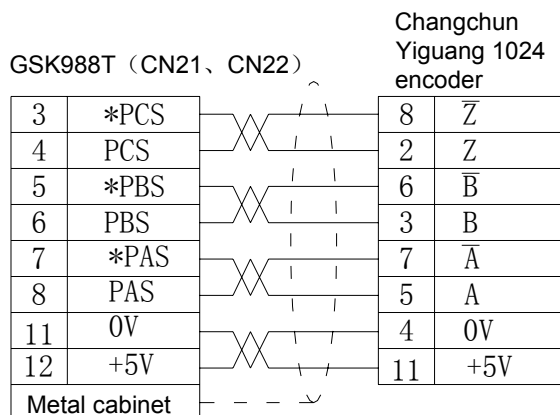 GSK988T（CN21、CN22）
Changchun
Yiguang 1024
encoder
3 *PCS 8 Z̅
4 PCS 2 Z
5 *PBS 6 B̅
6 PBS 3 B
7 *PAS 7 A̅
8 PAS 5 A
11 0V 4 0V
12 +5V 11 +5V
Metal cabinet